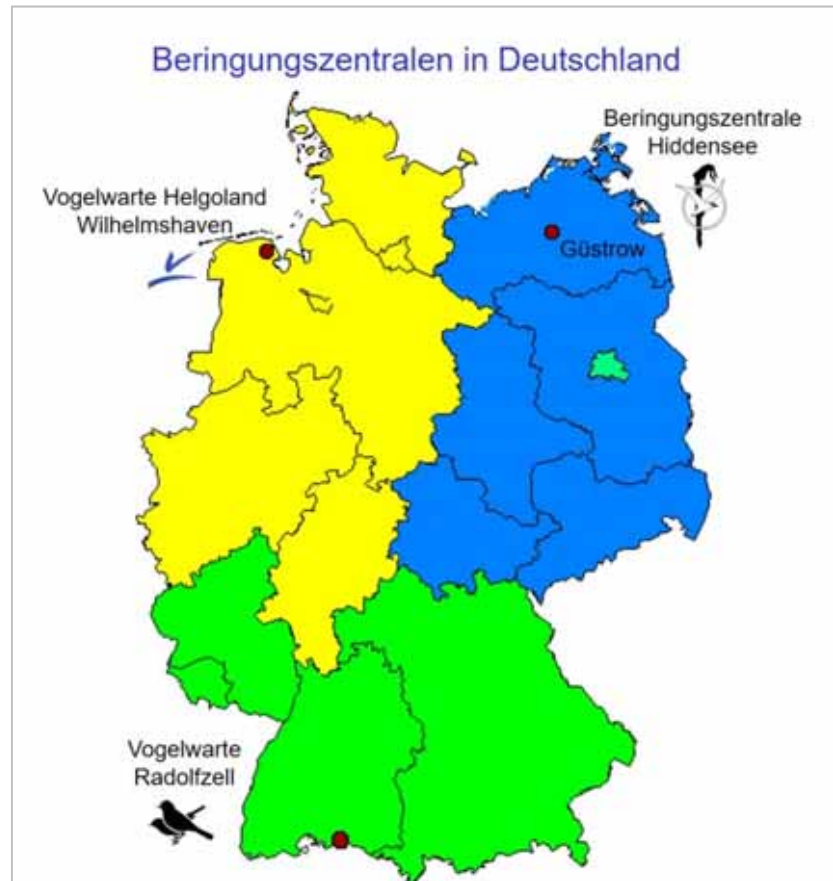 Beringungszentralen in Deutschland
Beringungszentrale
Hiddensee
Vogelwarte Helgoland
Wilhelmshaven
Güstrow
Vogelwarte
Radolfzell